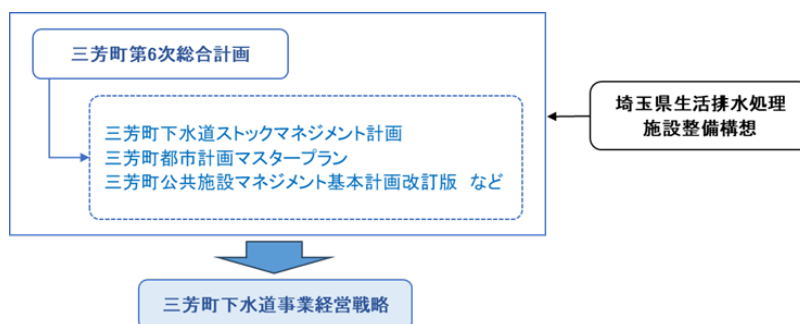 三芳町第6次総合計画
三芳町下水道ストックマネジメント計画
三芳町都市計画マスタープラン
三芳町公共施設マネジメント基本計画改訂版 など
埼玉県生活排水処理
施設整備構想
三芳町下水道事業経営戦略